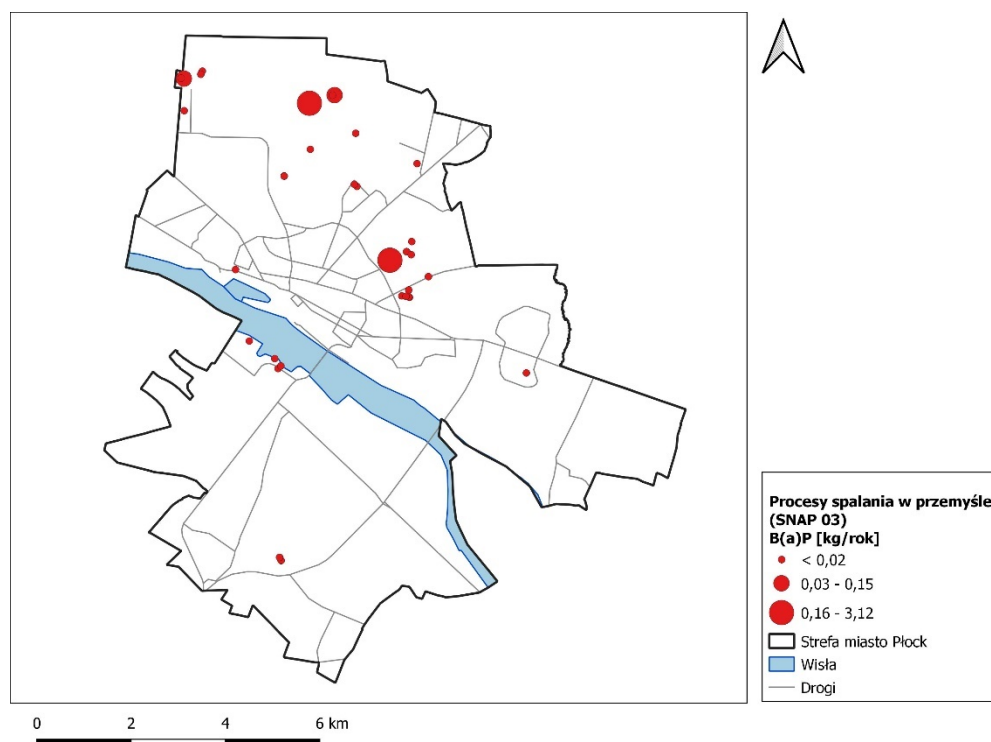 Procesy spalania w przemyśle
(SNAP 03)
B(a)P [kg/rok]
< 0,02
0,03 - 0,15
0,16 - 3,12
Strefa miasto Płock
Wisła
Drogi
0 2 4 6 km